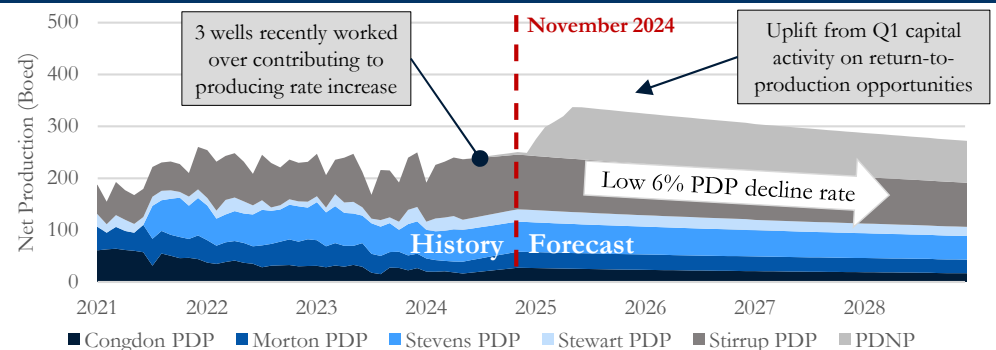 500
400
300
200
100
0
Net Production (Boed)
3 wells recently worked
over contributing to
producing rate increase
November 2024
Uplift from Q1 capital
activity on return-to-
production opportunities
Low 6% PDP decline rate
History
Forecast
2021 2022 2023 2024 2025 2026 2027 2028
Congdon PDP Morton PDP Stevens PDP Stewart PDP Stirrup PDP PDNP